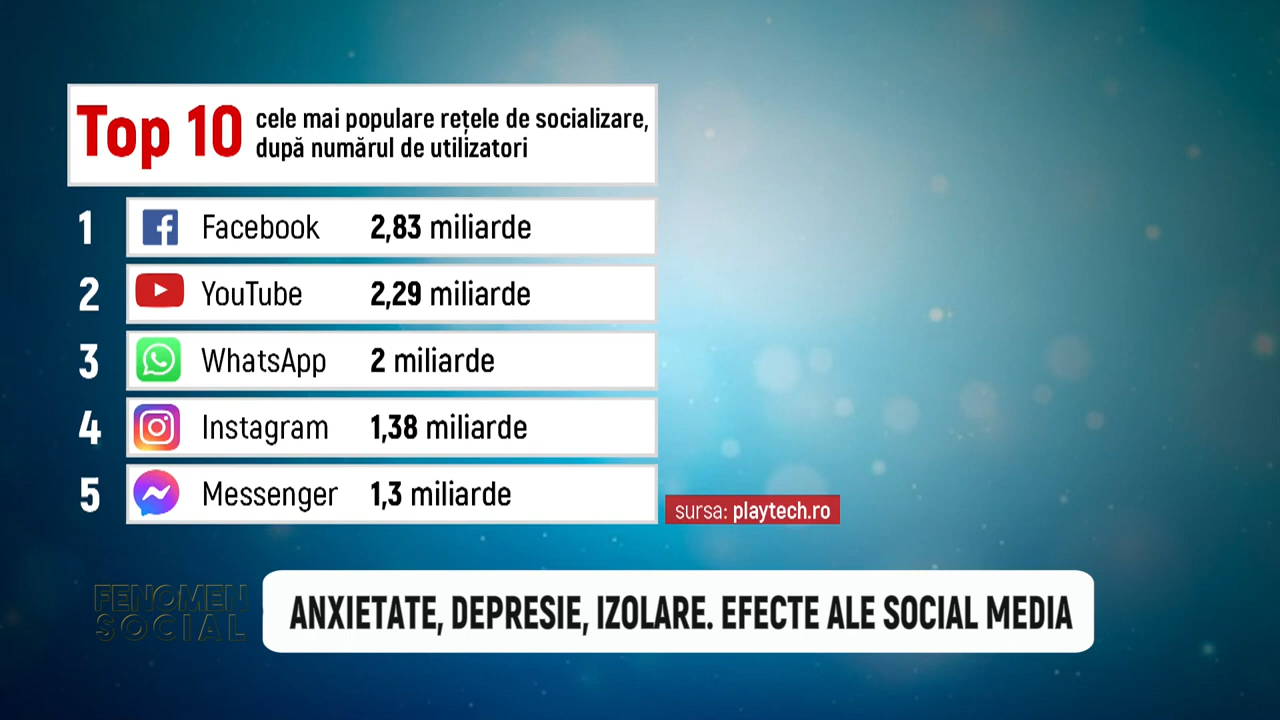 Top 10
cele mai populare rețele de socializare,
după numărul de utilizatori
1 Facebook 2,83 miliarde
2 YouTube 2,29 miliarde
3 WhatsApp 2 miliarde
4 Instagram 1,38 miliarde
5 Messenger 1,3 miliarde
sursa: playtech.ro
FENOMEN
SOCIAL
ANXIETATE, DEPRESIE, IZOLARE. EFECTE ALE SOCIAL MEDIA